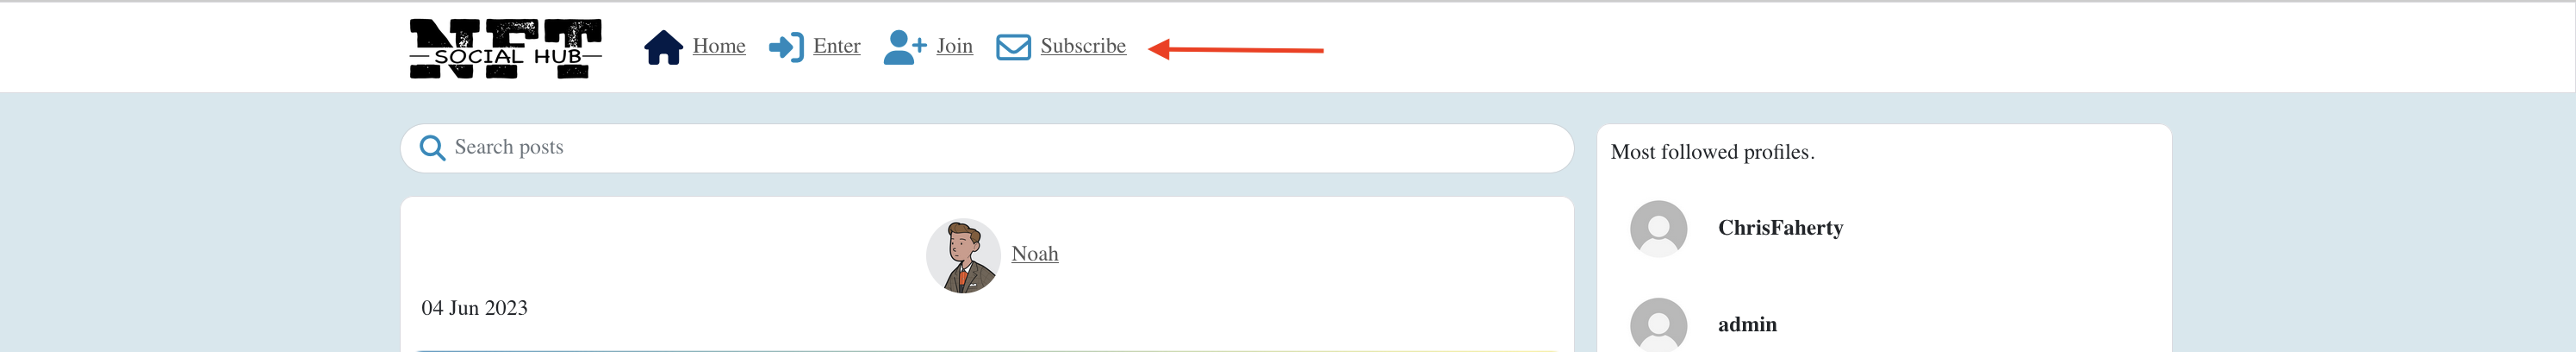 NFT
SOCIAL HUB
Home Enter Join Subscribe
Search posts
Noah
04 Jun 2023
Most followed profiles.
ChrisFaherty
admin